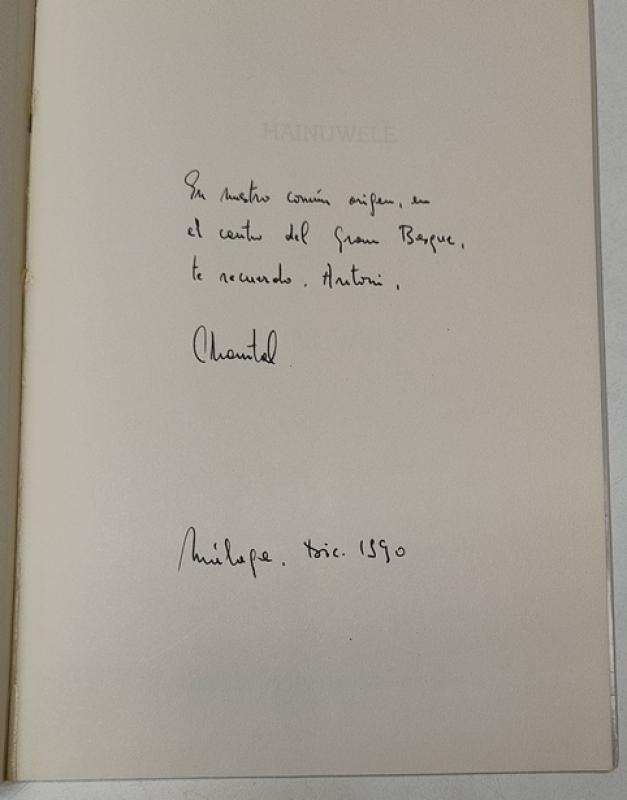 HAINUWELE
En nuestro común origen, en
el centro del Gran Bosque,
te recuerdo, Antoni,
Chantal
Málaga. Dic. 1990